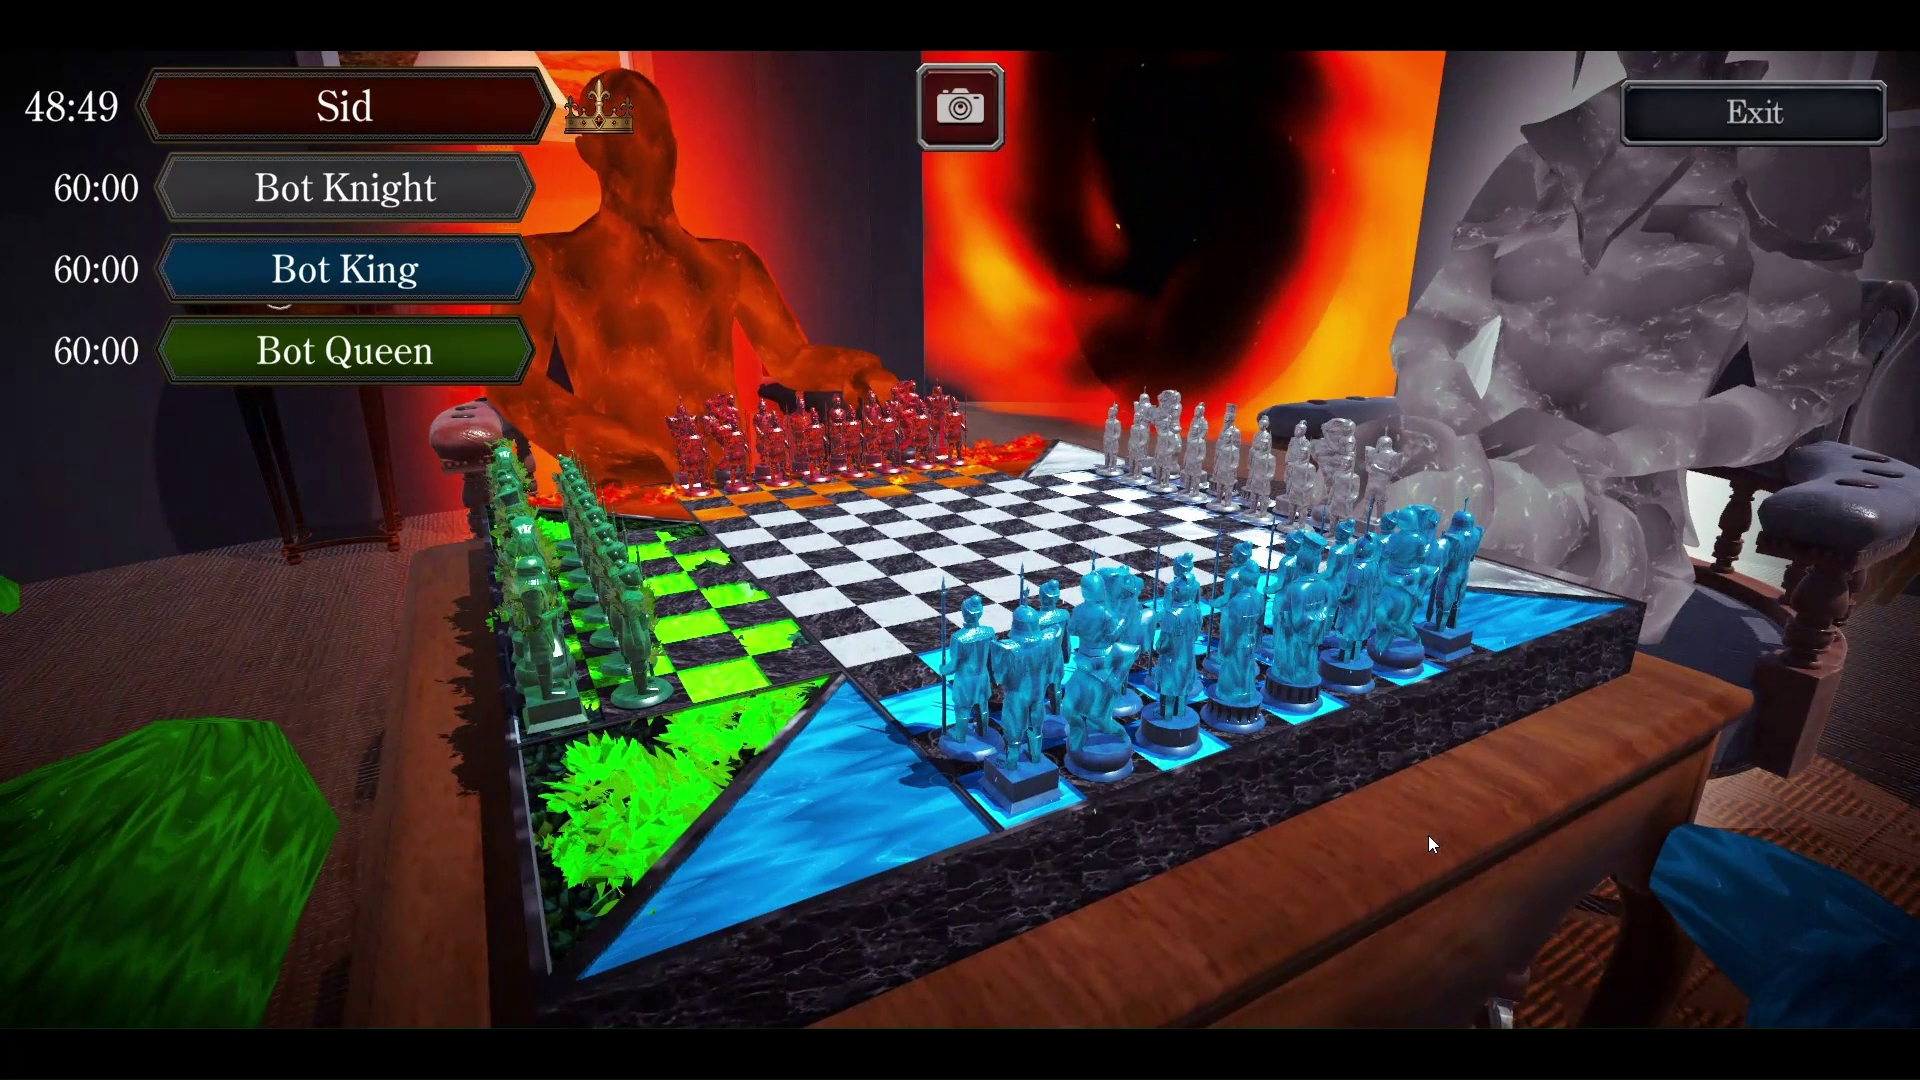 48:49 Sid
Exit
60:00 Bot Knight
60:00 Bot King
60:00 Bot Queen